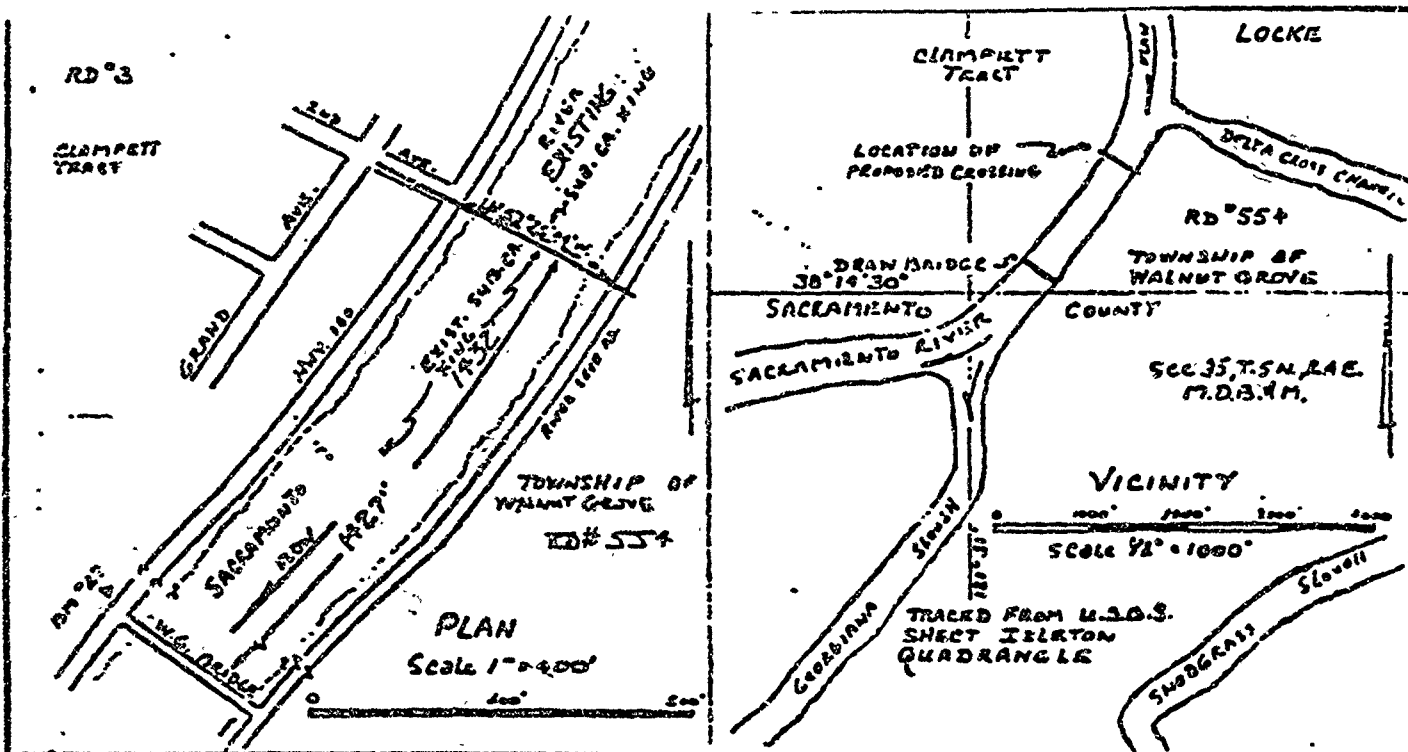 RD #3
CLAMPETT
TRACT
2ND
AVE.
AVE.
GRAND
HWY. 160
RIVER
EXISTING
SUB. CA. XING
EXIST. SUB. CA.
XING
1932
RIVER
TOWNSHIP OF
WALNUT GROVE
RD# 554
SACRAMENTO
1427'
W.G. BRIDGE
PLAN
Scale 1"=400'
0
400'
800'
LOCKE
CLAMPETT
TRACT
LOCATION OF
PROPOSED CROSSING
DELTA CROSS CHANNEL
RD #554
DRAW BRIDGE
TOWNSHIP OF
WALNUT GROVE
38°14'30"
SACRAMENTO
COUNTY
SACRAMENTO RIVER
SEC 35, T.5N., R.4E.
M.D.B.&M.
VICINITY
0
1000'
SCALE 1/2" = 1000'
SLOUGH
GEORGIANA
TRACED FROM U.S.G.S.
SHEET ISLETON
QUADRANGLE
SNODGRASS
SLOUGH